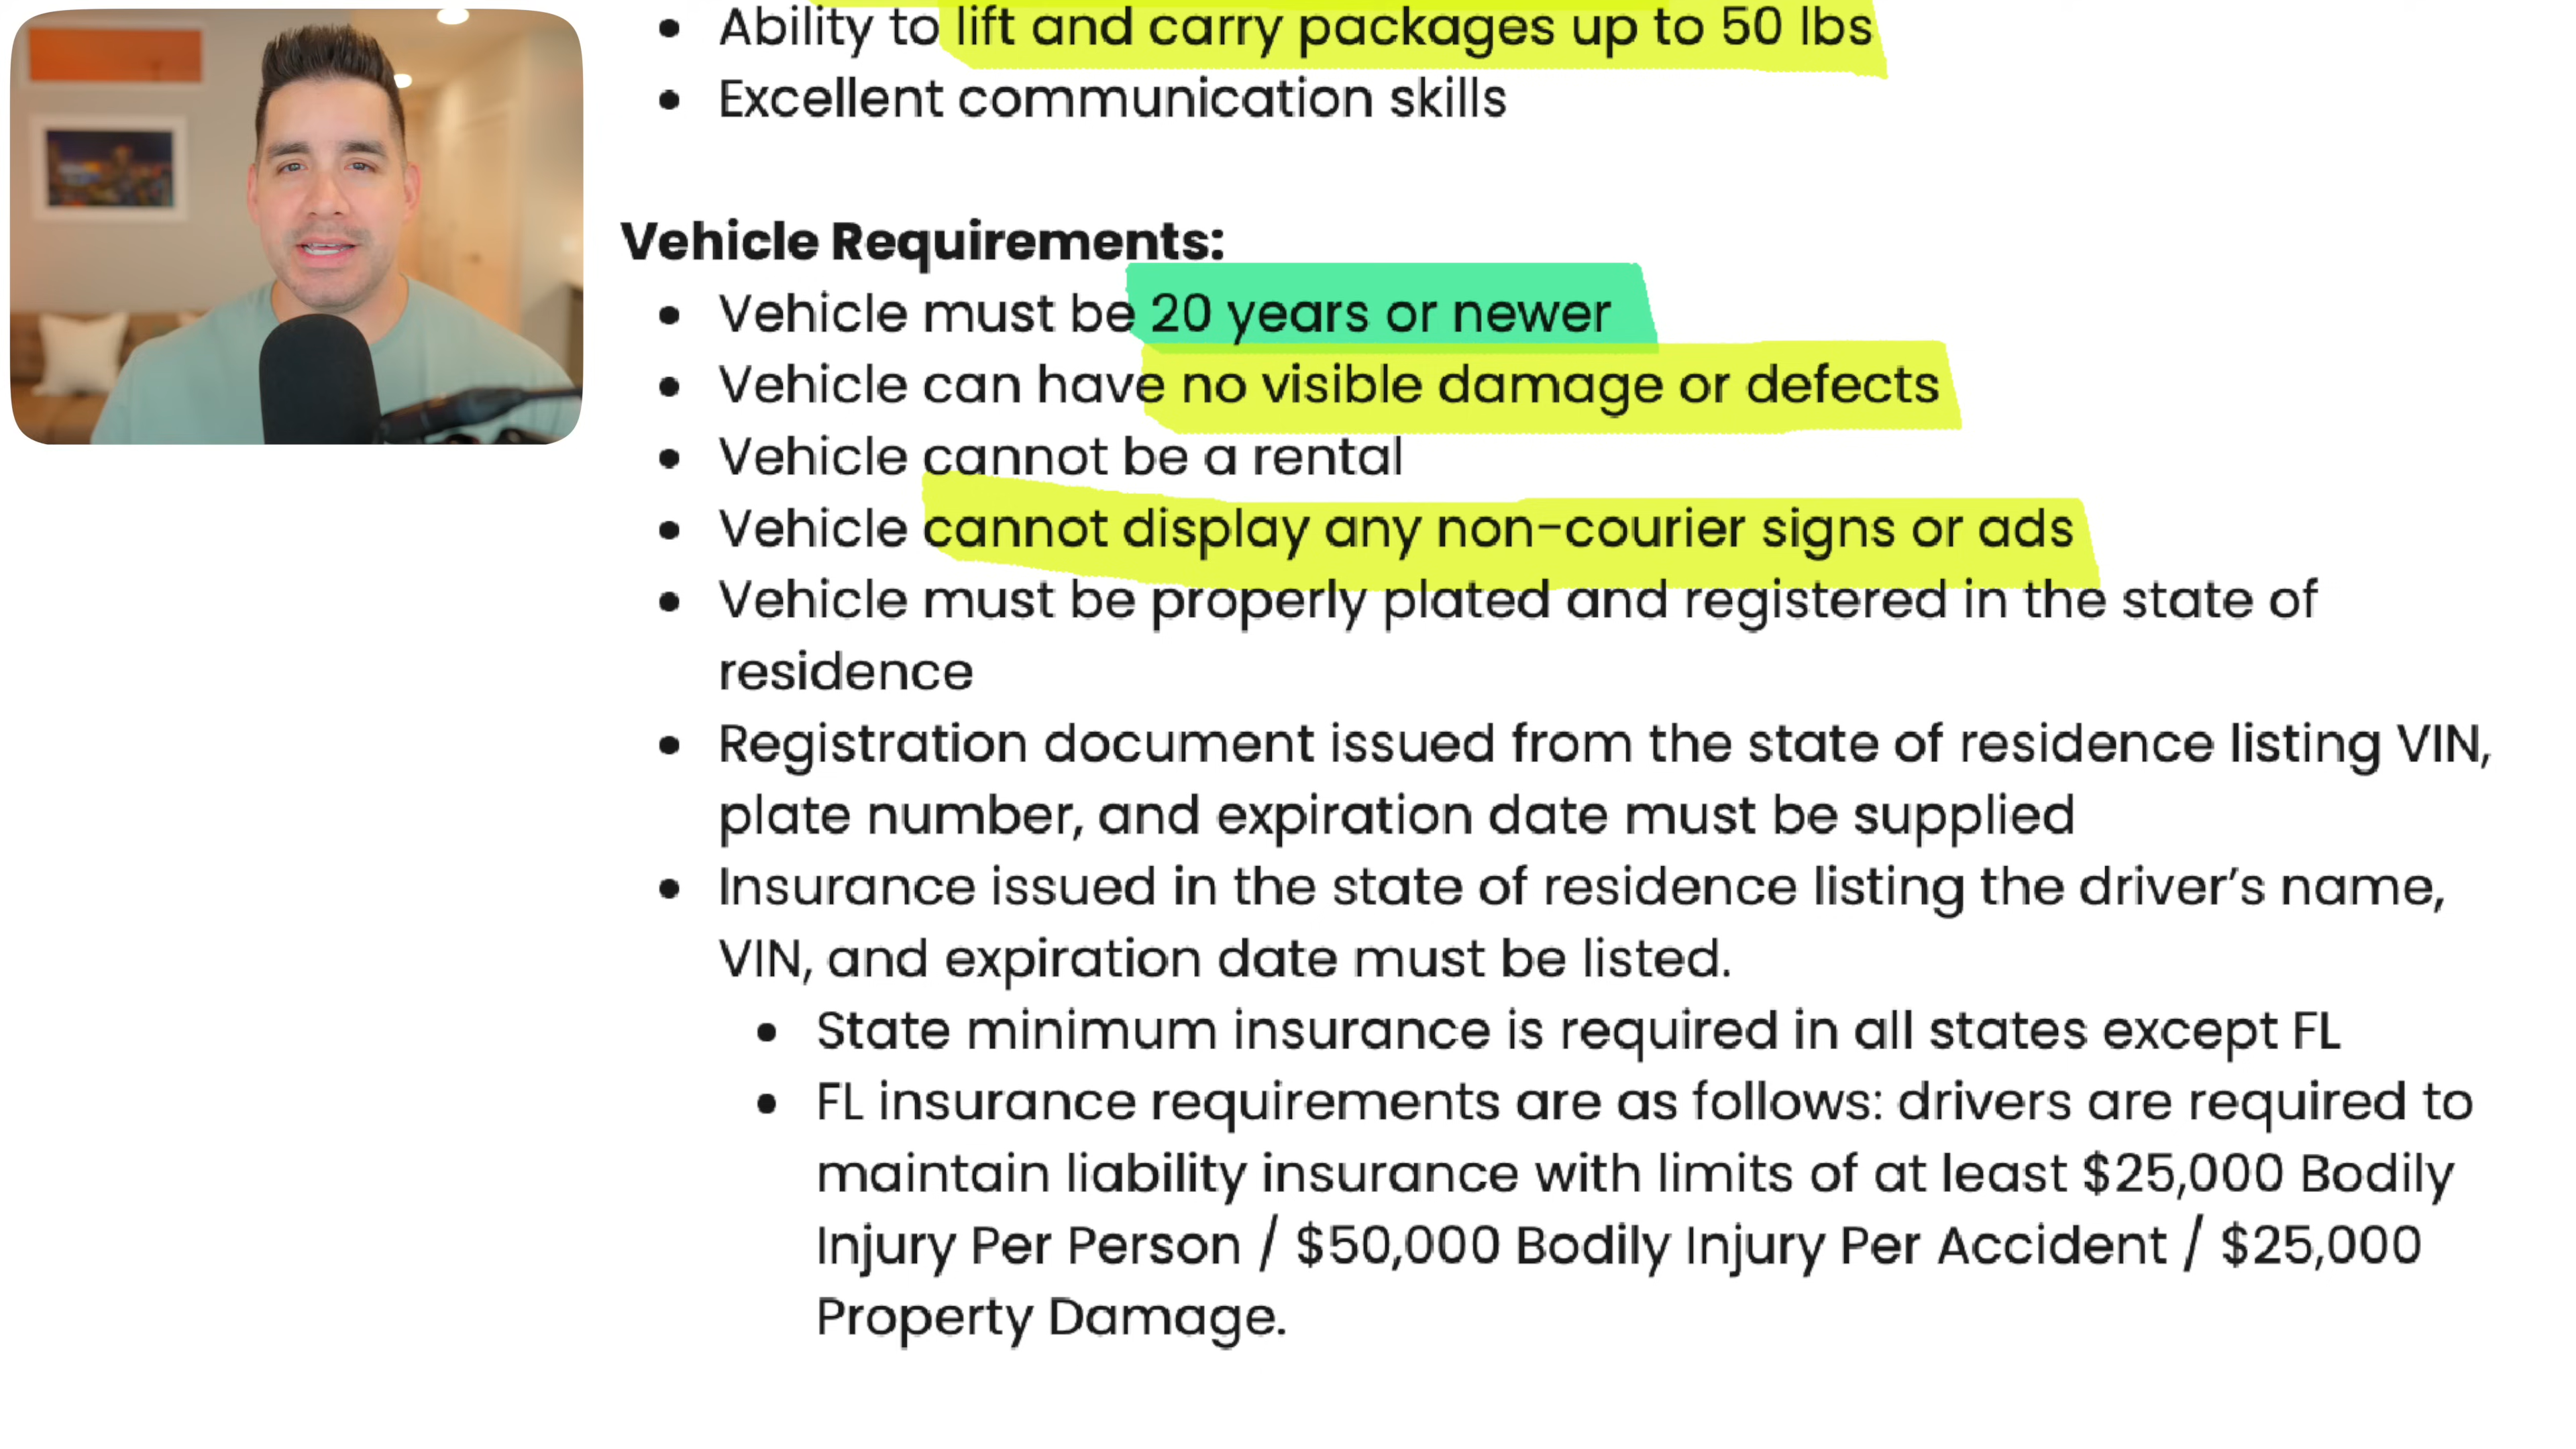 Ability to lift and carry packages up to 50 lbs
Excellent communication skills
Vehicle Requirements:
Vehicle must be 20 years or newer
Vehicle can have no visible damage or defects
Vehicle cannot be a rental
Vehicle cannot display any non-courier signs or ads
Vehicle must be properly plated and registered in the state of
residence
Registration document issued from the state of residence listing VIN,
plate number, and expiration date must be supplied
Insurance issued in the state of residence listing the driver's name,
VIN, and expiration date must be listed.
State minimum insurance is required in all states except FL
FL insurance requirements are as follows: drivers are required to
maintain liability insurance with limits of at least $25,000 Bodily
Injury Per Person / $50,000 Bodily Injury Per Accident / $25,000
Property Damage.